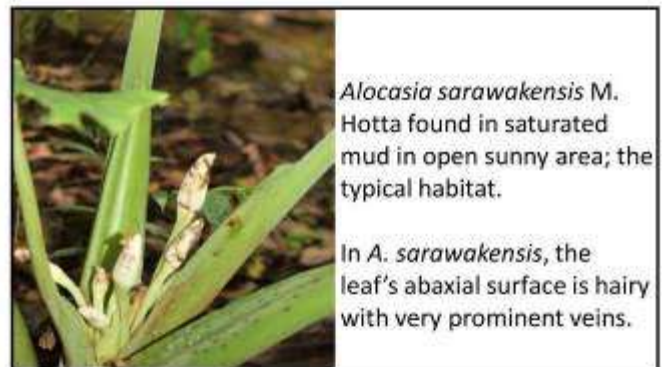 Alocasia sarawakensis M.
Hotta found in saturated
mud in open sunny area; the
typical habitat.
In A. sarawakensis, the
leaf's abaxial surface is hairy
with very prominent veins.